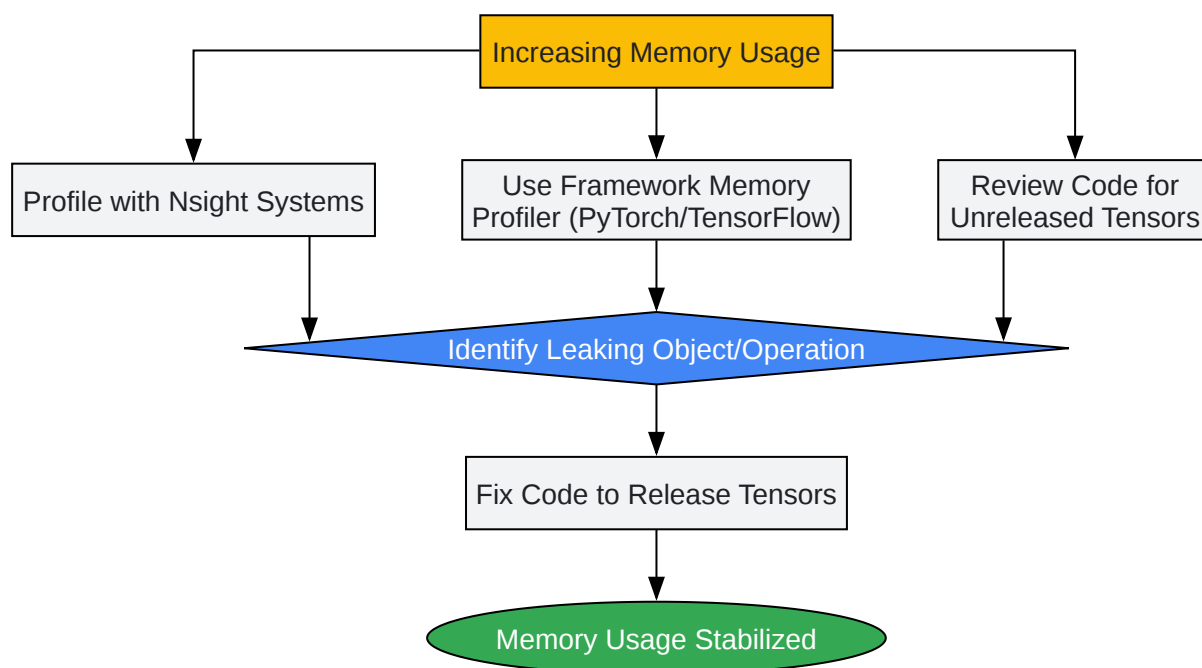 Increasing Memory Usage
Profile with Nsight Systems
Use Framework Memory
Profiler (PyTorch/TensorFlow)
Review Code for
Unreleased Tensors
Identify Leaking Object/Operation
Fix Code to Release Tensors
Memory Usage Stabilized